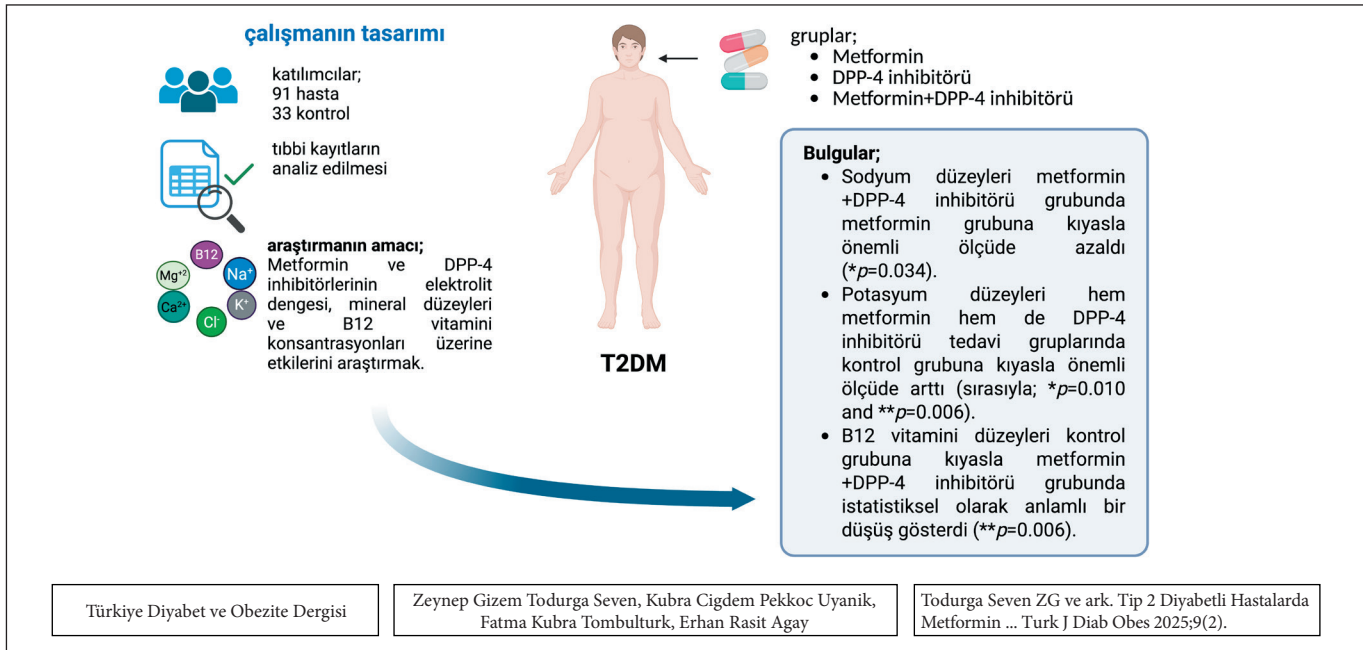 çalışmanın tasarımı
katılımcılar;
91 hasta
33 kontrol
tıbbi kayıtların
analiz edilmesi
B12
Mg+2
Na+
Ca2+
K+
Cl-
araştırmanın amacı;
Metformin ve DPP-4
inhibitörlerinin elektrolit
dengesi, mineral düzeyleri
ve B12 vitamini
konsantrasyonları üzerine
etkilerini araştırmak.
T2DM
gruplar;
• Metformin
• DPP-4 inhibitörü
• Metformin+DPP-4 inhibitörü
Bulgular;
• Sodyum düzeyleri metformin
+DPP-4 inhibitörü grubunda
metformin grubuna kıyasla
önemli ölçüde azaldı
(*p=0.034).
• Potasyum düzeyleri hem
metformin hem de DPP-4
inhibitörü tedavi gruplarında
kontrol grubuna kıyasla önemli
ölçüde arttı (sırasıyla; *p=0.010
and **p=0.006).
• B12 vitamini düzeyleri kontrol
grubuna kıyasla metformin
+DPP-4 inhibitörü grubunda
istatistiksel olarak anlamlı bir
düşüş gösterdi (**p=0.006).
Türkiye Diyabet ve Obezite Dergisi
Zeynep Gizem Todurga Seven, Kubra Cigdem Pekkoc Uyanik,
Fatma Kubra Tombulturk, Erhan Rasit Agay
Todurga Seven ZG ve ark. Tip 2 Diyabetli Hastalarda
Metformin ... Turk J Diab Obes 2025;9(2).